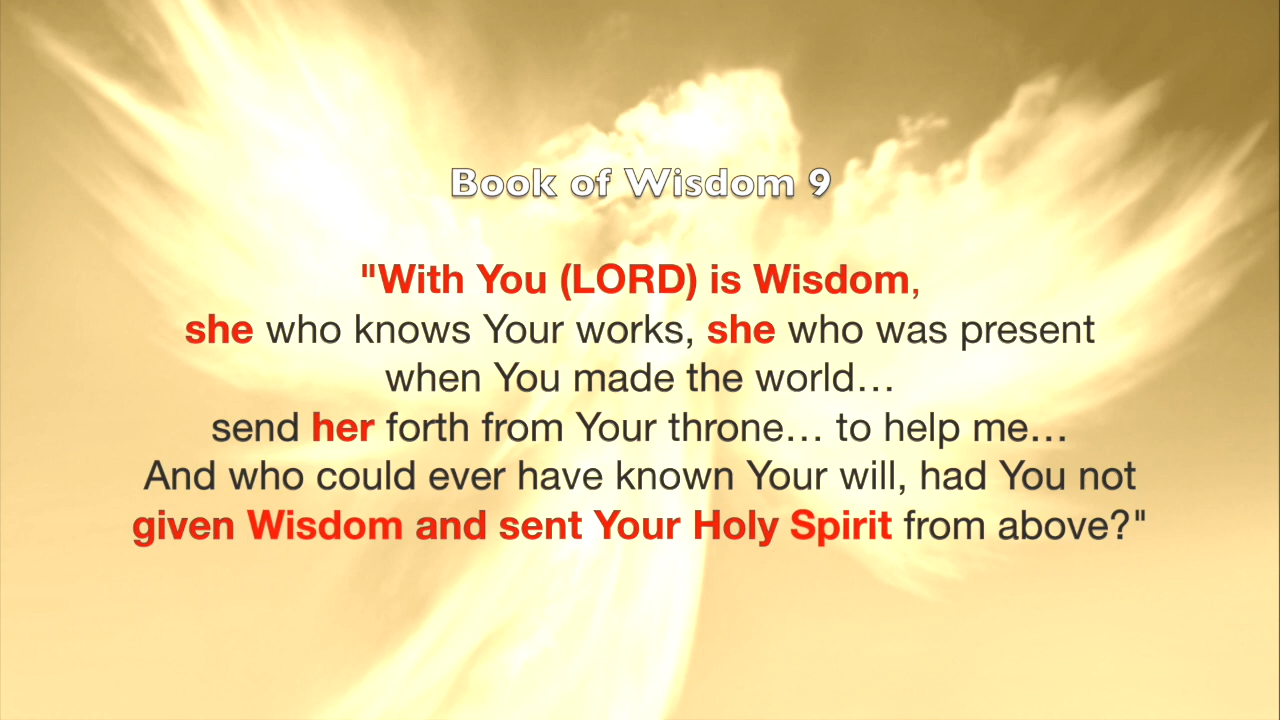 Book of Wisdom 9
"With You (LORD) is Wisdom,
she who knows Your works, she who was present
when You made the world…
send her forth from Your throne… to help me…
And who could ever have known Your will, had You not
given Wisdom and sent Your Holy Spirit from above?"